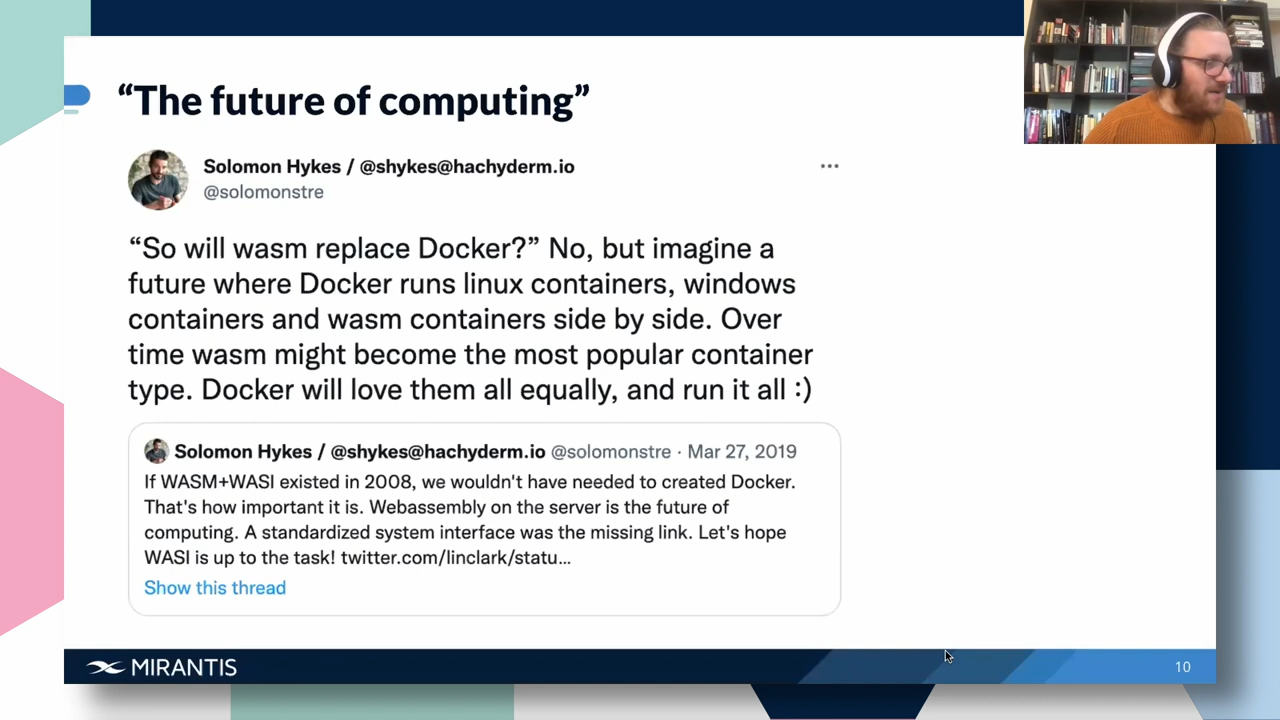 “The future of computing”
Solomon Hykes / @shykes@hachyderm.io
@solomonstre
“So will wasm replace Docker?” No, but imagine a
future where Docker runs linux containers, windows
containers and wasm containers side by side. Over
time wasm might become the most popular container
type. Docker will love them all equally, and run it all :)
Solomon Hykes / @shykes@hachyderm.io @solomonstre · Mar 27, 2019
If WASM+WASI existed in 2008, we wouldn't have needed to created Docker.
That's how important it is. Webassembly on the server is the future of
computing. A standardized system interface was the missing link. Let's hope
WASI is up to the task! twitter.com/linclark/statu...
Show this thread
MIRANTIS
10